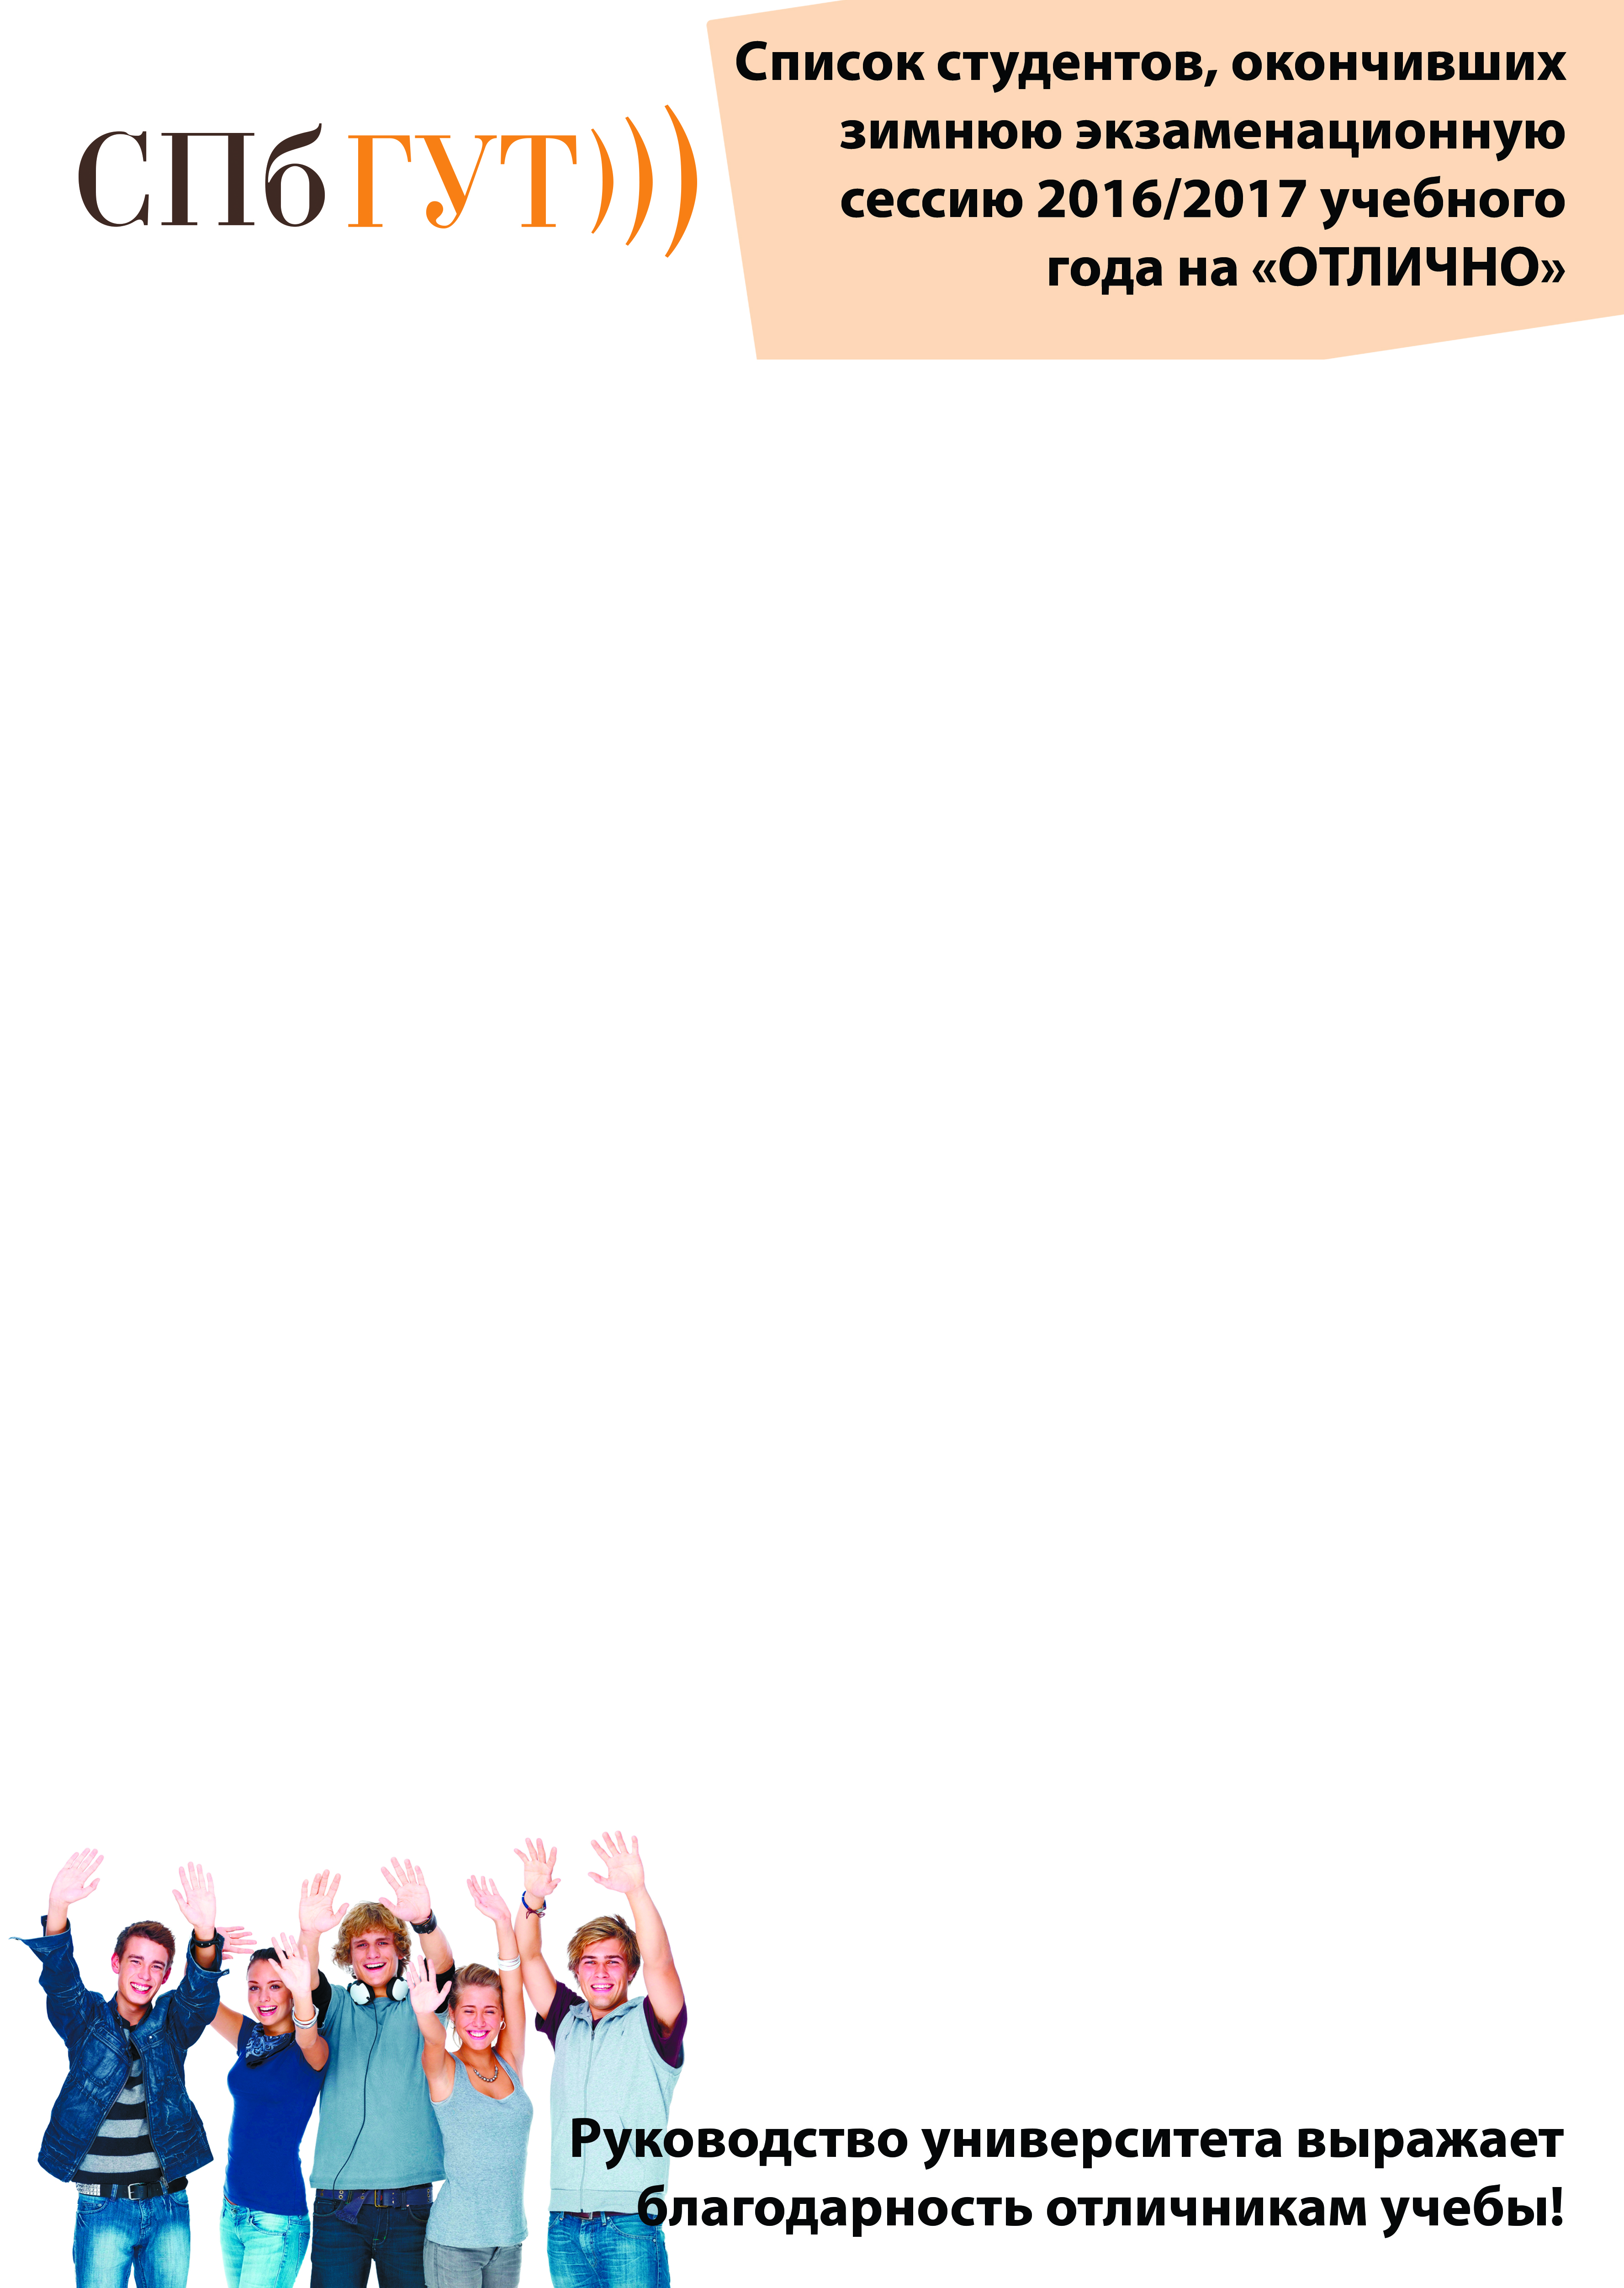 СПбГУТ)))
Список студентов, окончивших
зимнюю экзаменационную
сессию 2016/2017 учебного
года на «ОТЛИЧНО»
Руководство университета выражает
благодарность отличникам учебы!